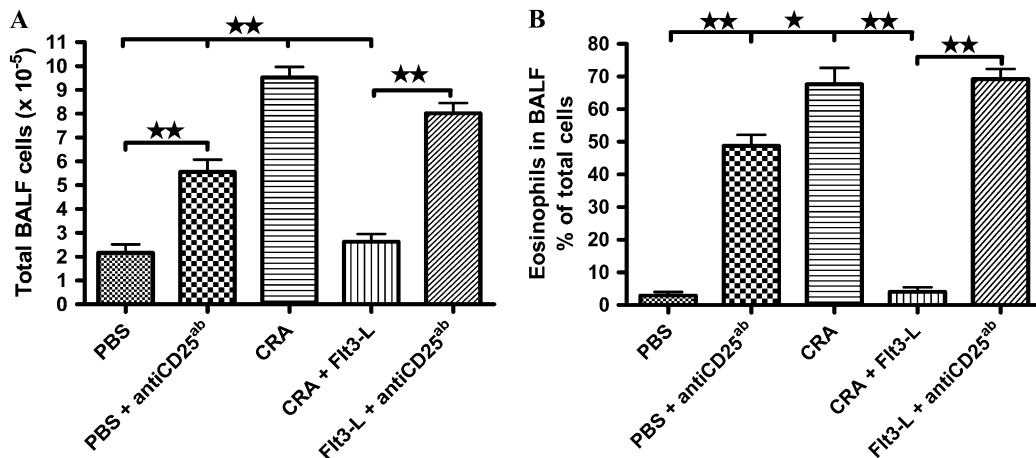 A
★★
Total BALF cells (x 10⁻⁵)
11
10
9
8
7
6
5
4
3
2
1
0
★★
★★
PBS
PBS + antiCD25ᵃᵇ
CRA
CRA + Flt3-L
Flt3-L + antiCD25ᵃᵇ
B
★★ ★ ★★
★★
Eosinophils in BALF
% of total cells
80
70
60
50
40
30
20
10
0
PBS
PBS + antiCD25ᵃᵇ
CRA
CRA + Flt3-L
Flt3-L + antiCD25ᵃᵇ